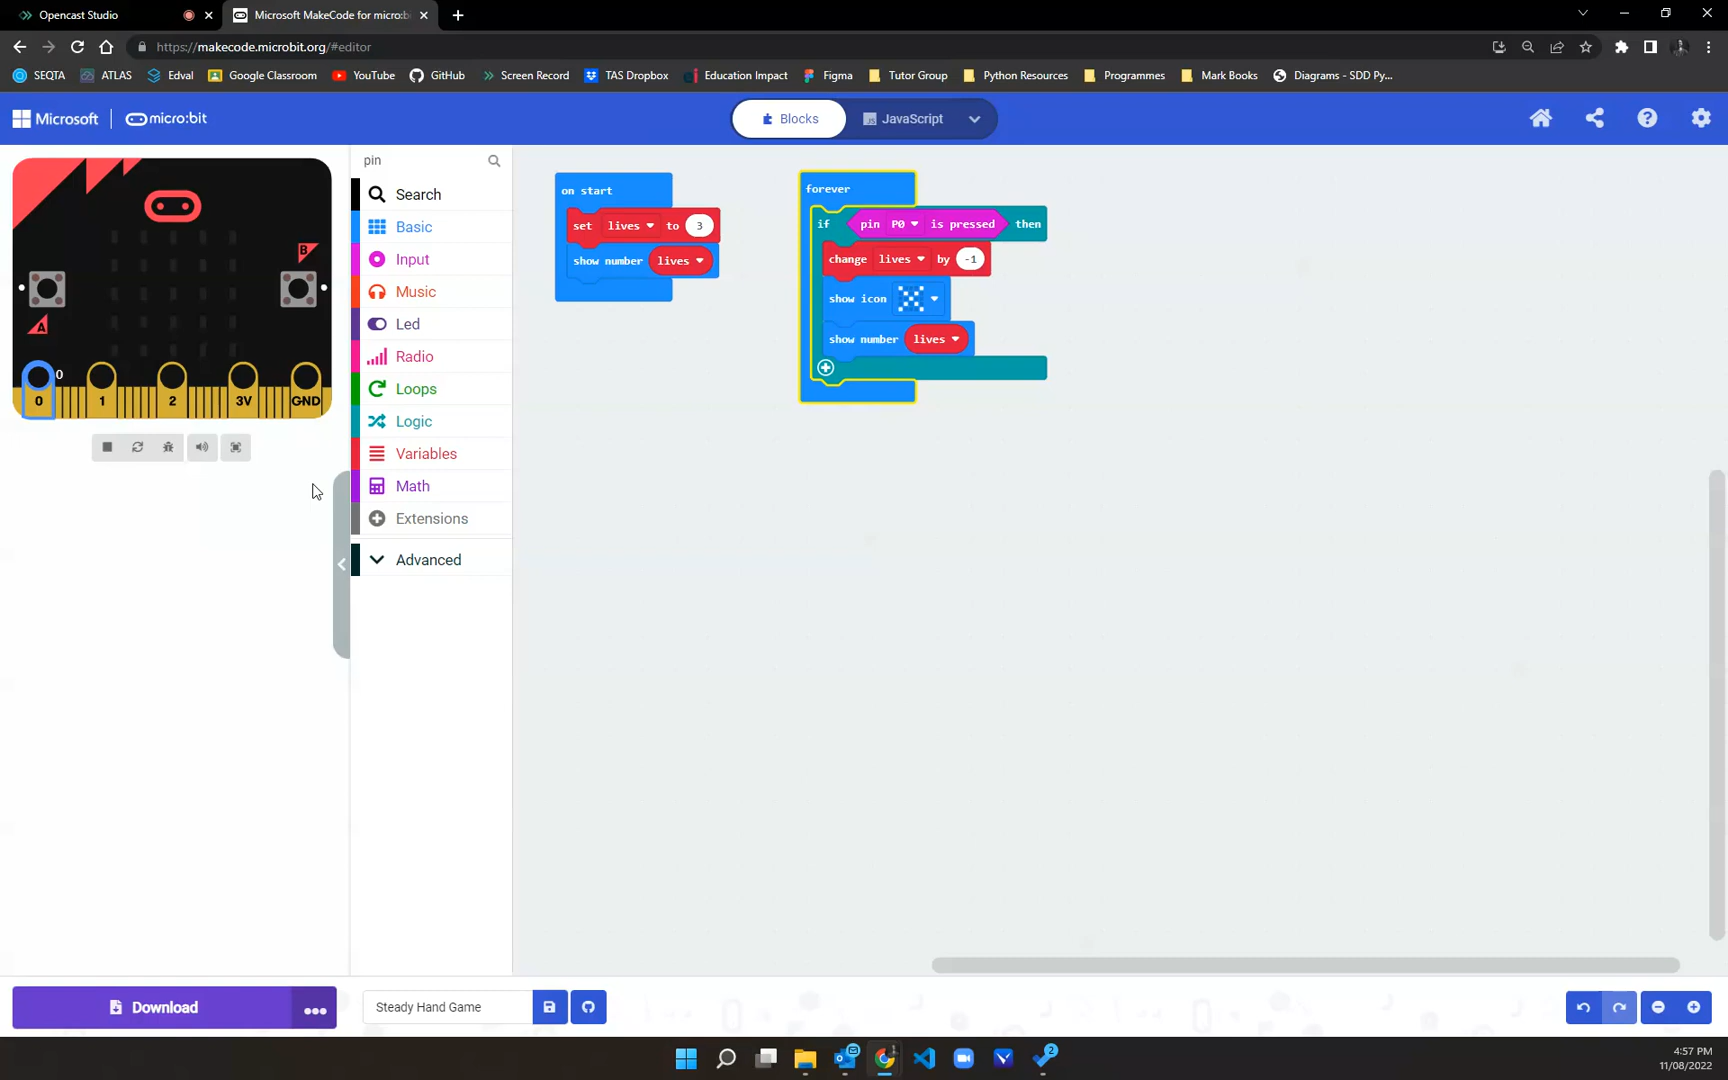 Opencast Studio
Microsoft MakeCode for micro:bi
https://makecode.microbit.org/#editor
SEQTA ATLAS Edval Google Classroom YouTube GitHub Screen Record TAS Dropbox Education Impact Figma Tutor Group Python Resources Programmes Mark Books Diagrams - SDD Py...
Microsoft micro:bit
Blocks
JavaScript
pin
Search
Basic
Input
Music
Led
Radio
Loops
Logic
Variables
Math
Extensions
Advanced
A
B
0
0 1 2 3V GND
on start
set lives to 3
show number lives
forever
if pin P0 is pressed then
change lives by -1
show icon
show number lives
Download
Steady Hand Game
2
4:57 PM
11/08/2022